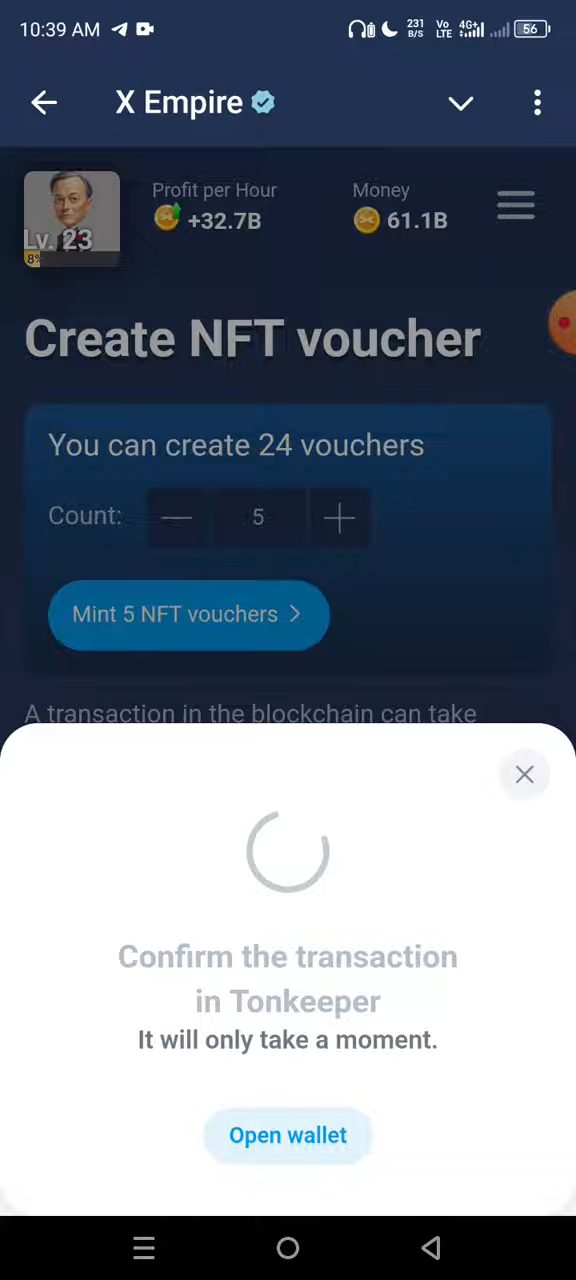 10:39 AM
231 B/S
Vo LTE
4G+
56
X Empire
Profit per Hour
Money
+32.7B
61.1B
Lv. 23
8%
Create NFT voucher
You can create 24 vouchers
Count:
5
Mint 5 NFT vouchers
A transaction in the blockchain can take
Confirm the transaction
in Tonkeeper
It will only take a moment.
Open wallet